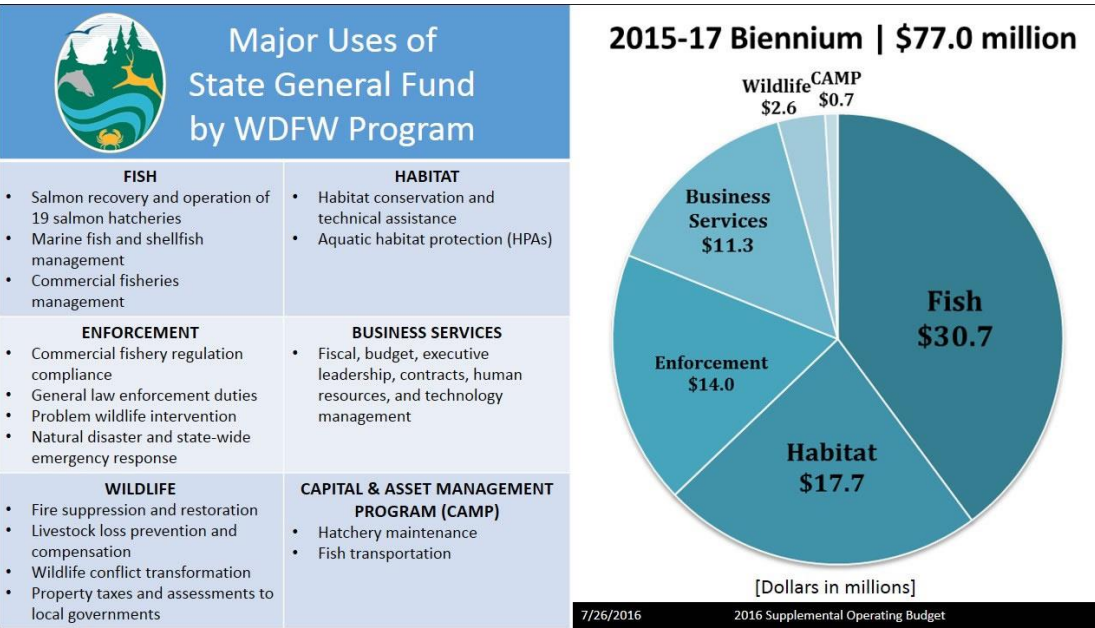 Major Uses of
State General Fund
by WDFW Program
FISH
• Salmon recovery and operation of
19 salmon hatcheries
• Marine fish and shellfish
management
• Commercial fisheries
management
HABITAT
• Habitat conservation and
technical assistance
• Aquatic habitat protection (HPAs)
ENFORCEMENT
• Commercial fishery regulation
compliance
• General law enforcement duties
• Problem wildlife intervention
• Natural disaster and state-wide
emergency response
BUSINESS SERVICES
• Fiscal, budget, executive
leadership, contracts, human
resources, and technology
management
WILDLIFE
• Fire suppression and restoration
• Livestock loss prevention and
compensation
• Wildlife conflict transformation
• Property taxes and assessments to
local governments
CAPITAL & ASSET MANAGEMENT
PROGRAM (CAMP)
• Hatchery maintenance
• Fish transportation
2015-17 Biennium | $77.0 million
Wildlife
$2.6
CAMP
$0.7
Business
Services
$11.3
Fish
$30.7
Enforcement
$14.0
Habitat
$17.7
[Dollars in millions]
7/26/2016
2016 Supplemental Operating Budget